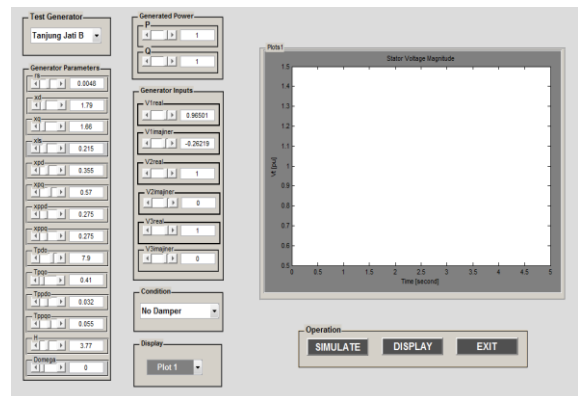 Test Generator
Tanjung Jati B
Generator Parameters
rs
0.0048
xd
1.79
xq
1.66
xls
0.215
xpd
0.355
xpq
0.57
xppd
0.275
xppq
0.275
Tpdo
7.9
Tpqo
0.41
Tppdo
0.032
Tppqo
0.055
H
3.77
Domega
0
Generated Power
P
1
Q
1
Generator Inputs
V1real
0.96501
V1imajiner
-0.26219
V2real
1
V2imajiner
0
V3real
1
V3imajiner
0
Condition
No Damper
Display
Plot 1
Plots1
Stator Voltage Magnitude
Vt [pu]
1.5
1.4
1.3
1.2
1.1
1
0.9
0.8
0.7
0.6
0.5
0 0.5 1 1.5 2 2.5 3 3.5 4 4.5 5
Time [second]
Operation
SIMULATE DISPLAY EXIT